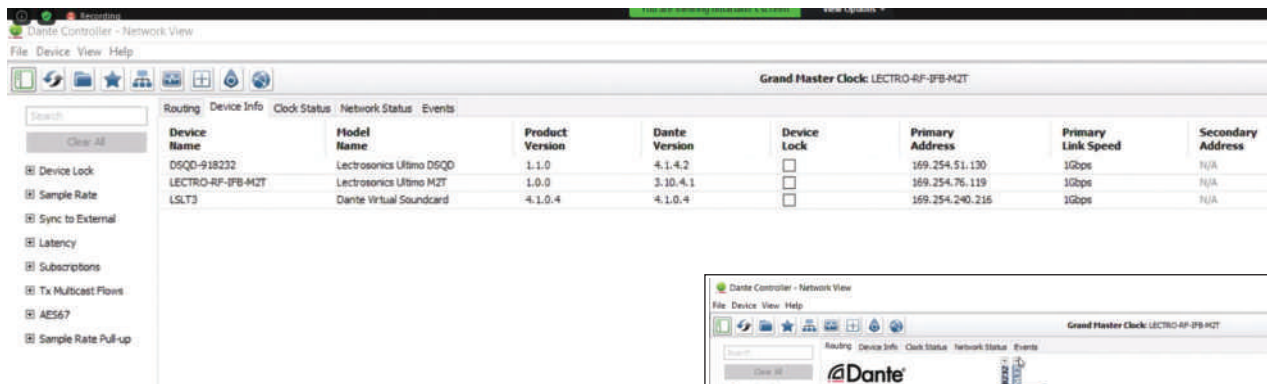 Recording
You are viewing
View Options
Dante Controller - Network View
File Device View Help
Grand Master Clock: LECTRO-RF-IFB-M2T
Search
Clear All
Routing Device Info Clock Status Network Status Events
Device Name Model Name Product Version Dante Version Device Lock Primary Address Primary Link Speed Secondary Address
DSQD-918232 Lectrosonics Ultimo DSQD 1.1.0 4.1.4.2 169.254.51.130 1Gbps N/A
LECTRO-RF-IFB-M2T Lectrosonics Ultimo M2T 1.0.0 3.10.4.1 169.254.76.119 1Gbps N/A
LSLT3 Dante Virtual Soundcard 4.1.0.4 4.1.0.4 169.254.240.216 1Gbps N/A
Device Lock
Sample Rate
Sync to External
Latency
Subscriptions
Tx Multicast Flows
AES67
Sample Rate Pull-up
Dante Controller - Network View
File Device View Help
Grand Master Clock: LECTRO-RF-IFB-M2T
Search
Clear All
Routing Device Info Clock Status Network Status Events
Dante